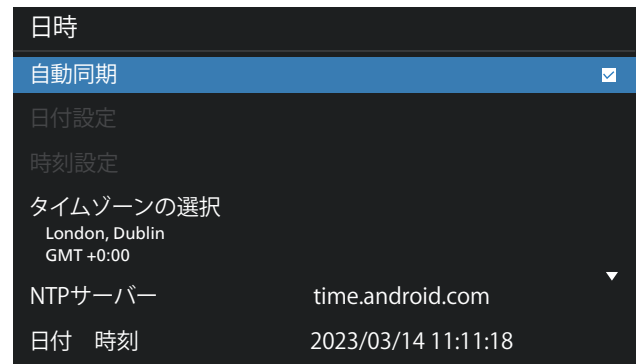 日時
自動同期
日付設定
時刻設定
タイムゾーンの選択
London, Dublin
GMT +0:00
NTPサーバー time.android.com
日付　時刻 2023/03/14 11:11:18